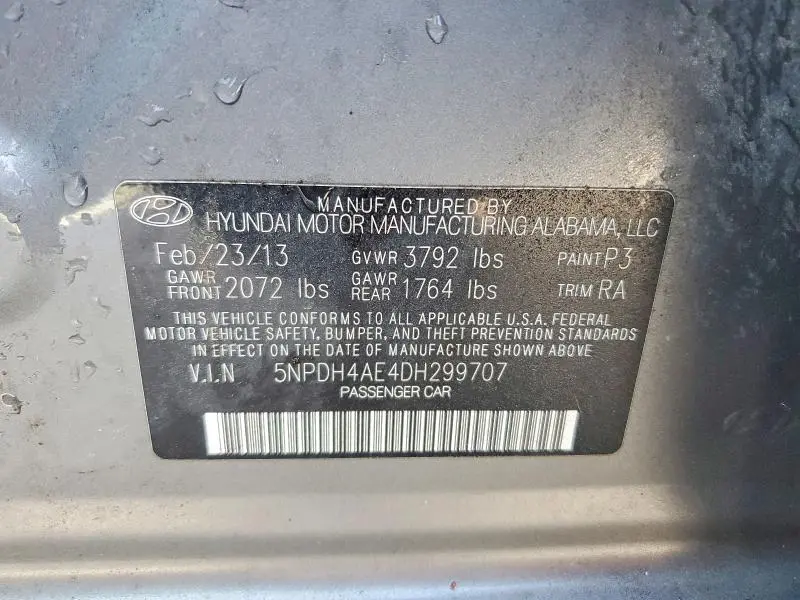 MANUFACTURED BY
HYUNDAI MOTOR MANUFACTURING ALABAMA, LLC
Feb/23/13 GVWR 3792 lbs PAINT P3
GAWR FRONT 2072 lbs GAWR REAR 1764 lbs TRIM RA
THIS VEHICLE CONFORMS TO ALL APPLICABLE U.S.A. FEDERAL
MOTOR VEHICLE SAFETY, BUMPER, AND THEFT PREVENTION STANDARDS
IN EFFECT ON THE DATE OF MANUFACTURE SHOWN ABOVE
V.I.N 5NPDH4AE4DH299707
PASSENGER CAR